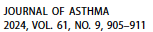 JOURNAL OF ASTHMA
2024, VOL. 61, NO. 9, 905–911